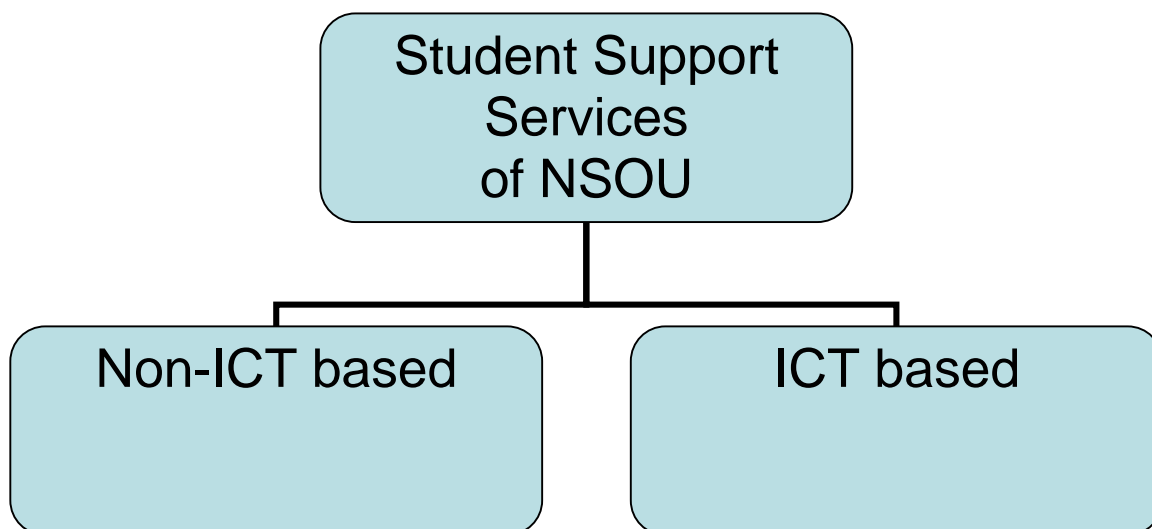 Student Support
Services
of NSOU
Non-ICT based
ICT based